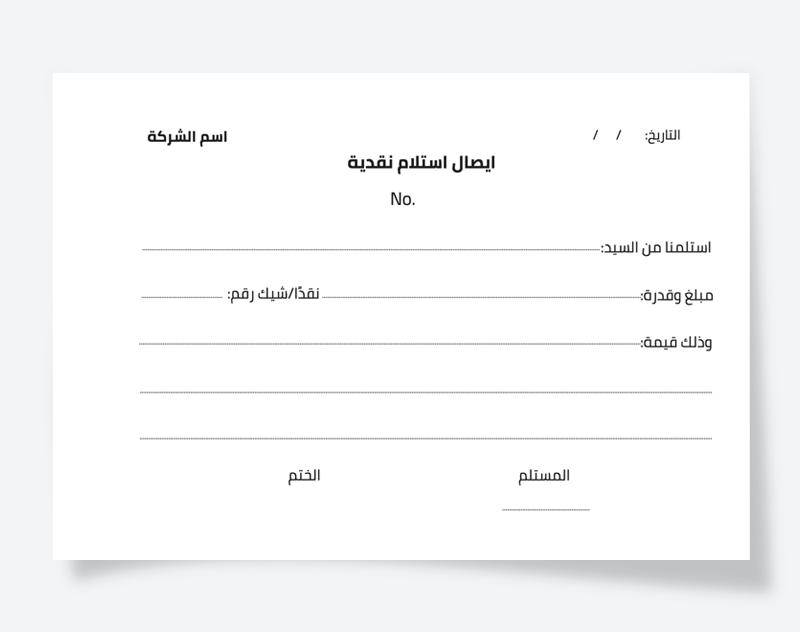 التاريخ: / /
اسم الشركة
ايصال استلام نقدية
No.
استلمنا من السيد:
مبلغ وقدرة: نقدًا/شيك رقم:
وذلك قيمة:
المستلم الختم